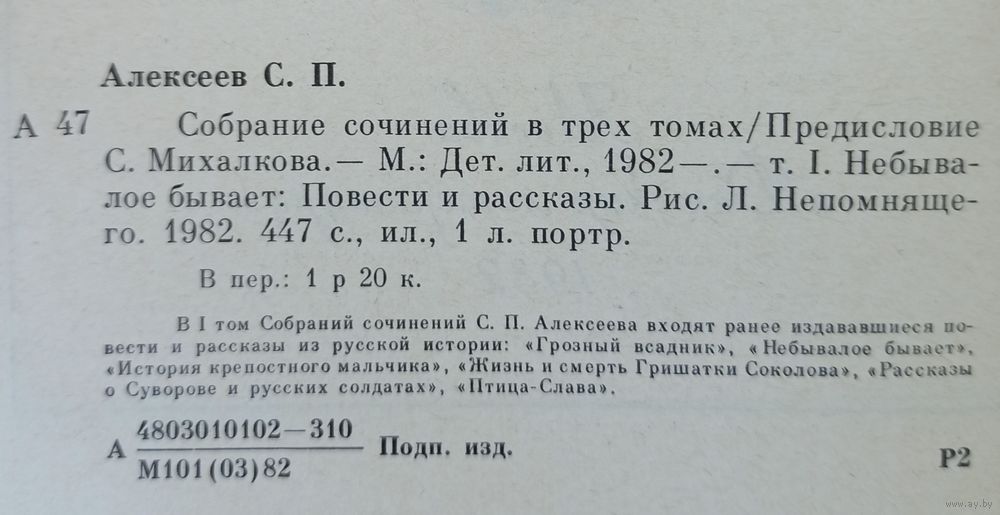 Алексеев С. П.
А 47 Собрание сочинений в трех томах/Предисловие
С. Михалкова.— М.: Дет. лит., 1982—.— т. I. Небыва-
лое бывает: Повести и рассказы. Рис. Л. Непомняще-
го. 1982. 447 с., ил., 1 л. портр.
В пер.: 1 р 20 к.
В I том Собраний сочинений С. П. Алексеева входят ранее издававшиеся по-
вести и рассказы из русской истории: «Грозный всадник», «Небывалое бывает»,
«История крепостного мальчика», «Жизнь и смерть Гришатки Соколова», «Рассказы
о Суворове и русских солдатах», «Птица-Слава».
А 4803010102—310 Подп. изд.
М101(03)82
Р2
www.ay.by